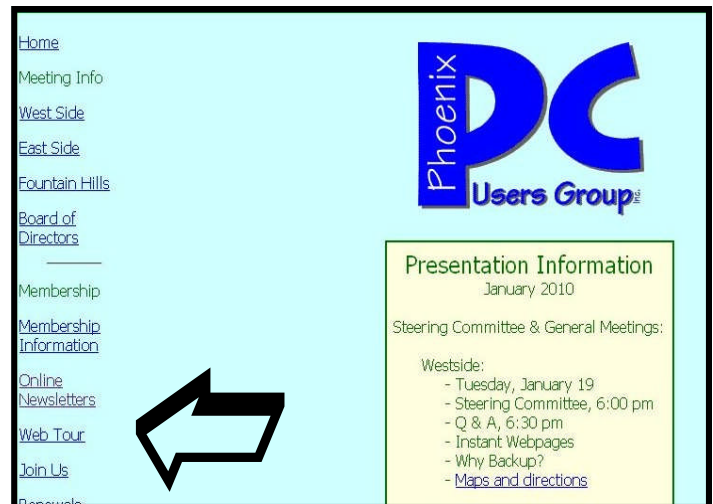 Home
Meeting Info
West Side
East Side
Fountain Hills
Board of
Directors
Membership
Membership
Information
Online
Newsletters
Web Tour
Join Us
Renewals
Phoenix
PC
Users Group Inc.
Presentation Information
January 2010
Steering Committee & General Meetings:
Westside:
- Tuesday, January 19
- Steering Committee, 6:00 pm
- Q & A, 6:30 pm
- Instant Webpages
- Why Backup?
- Maps and directions